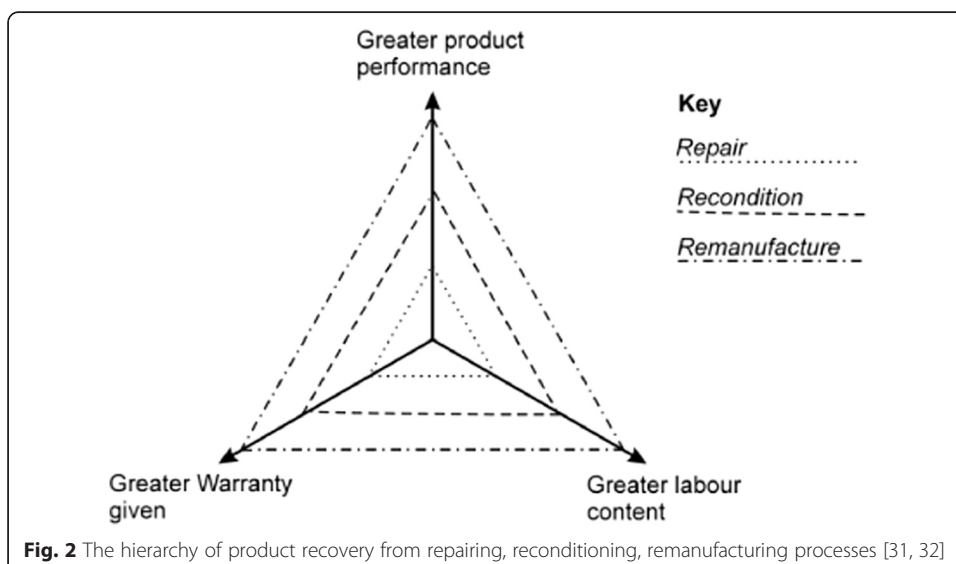 Greater product
performance
Key
Repair
Recondition
Remanufacture
Greater Warranty
given
Greater labour
content
Fig. 2 The hierarchy of product recovery from repairing, reconditioning, remanufacturing processes [31, 32]